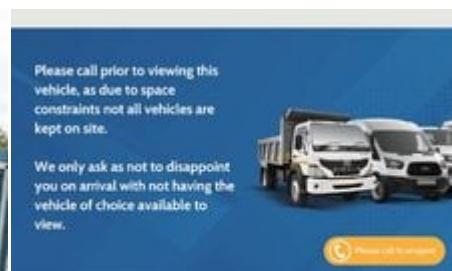 Please call prior to viewing this
vehicle, as due to space
constraints not all vehicles are
kept on site.
We only ask as not to disappoint
you on arrival with not having the
vehicle of choice available to
view.
Please call to enquire